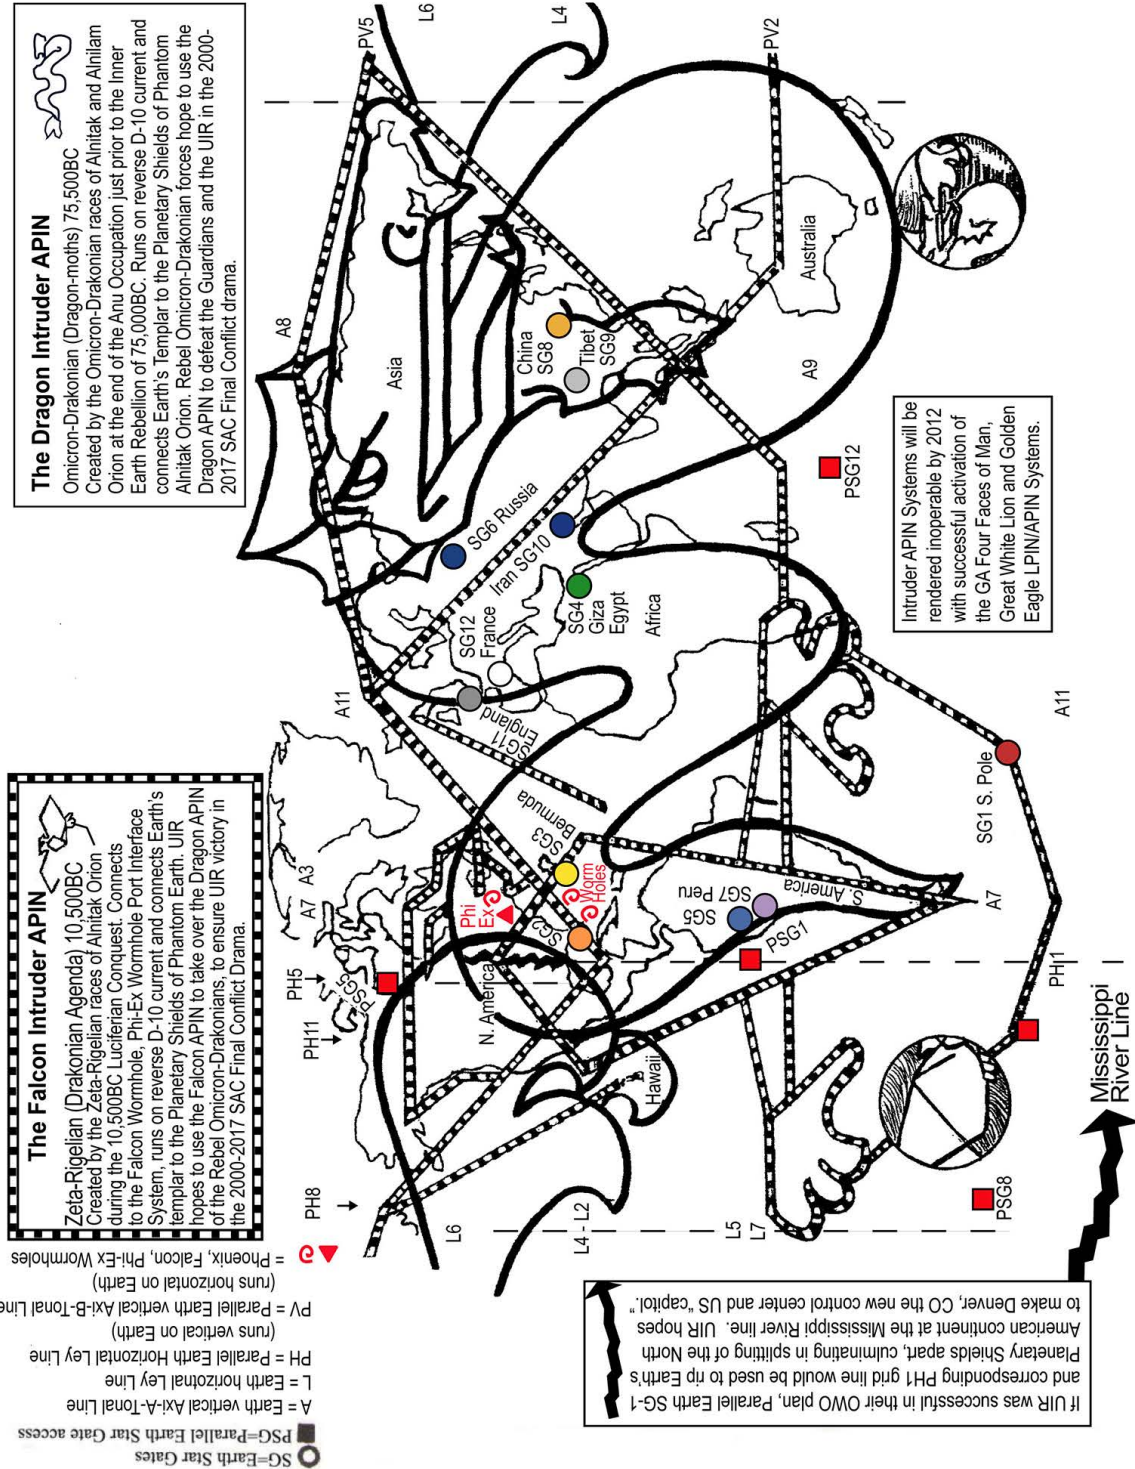 The Falcon Intruder APIN
Zeta-Rigelian (Drakonian Agenda) 10,500BC
Created by the Zeta-Rigelian races of Alnitak Orion
during the 10,500BC Luciferian Conquest. Connects
to the Falcon Wormhole, Phi-Ex Wormhole Port Interface
System, runs on reverse D-10 current and connects Earth's
templar to the Planetary Shields of Phantom Earth. UIR
hopes to use the Falcon APIN to take over the Dragon APIN
of the Rebel Omicron-Drakonians, to ensure UIR victory in
the 2000-2017 SAC Final Conflict Drama.
The Dragon Intruder APIN
Omicron-Drakonian (Dragon-moths) 75,500BC
Created by the Omicron-Drakonian races of Alnitak and Alnilam
Orion at the end of the Anu Occupation just prior to the Inner
Earth Rebellion of 75,000BC. Runs on reverse D-10 current and
connects Earth's Templar to the Planetary Shields of Phantom
Alnitak Orion. Rebel Omicron-Drakonian forces hope to use the
Dragon APIN to defeat the Guardians and the UIR in the 2000-
2017 SAC Final Conflict drama.
SG=Earth Star Gates
PSG=Parallel Earth Star Gate access
A = Earth vertical Axi-A-Tonal Line
L = Earth horizotnal Ley Line
PH = Parallel Earth Horizontal Ley Line
(runs vertical on Earth)
PV = Parallel Earth vertical Axi-B-Tonal Line
(runs horizontal on Earth)
= Phoenix, Falcon, Phi-Ex Wormholes
PH8
PH11
PH5
A7
A3
A11
A8
PV5
L6
L4
PV2
PSG5
Phi
Ex
N. America
SG2
Worm
Holes
SG3
Bermuda
SG11
England
SG12
France
SG6 Russia
Iran SG10
SG4
Giza
Egypt
Africa
Asia
China
SG8
Tibet
SG9
Australia
A9
PSG12
Hawaii
L6
L4 - L2
L5
L7
SG5
SG7 Peru
PSG1
S. America
A7
SG1 S. Pole
A11
PH1
PSG8
Mississippi
River Line
Intruder APIN Systems will be
rendered inoperable by 2012
with successful activation of
the GA Four Faces of Man,
Great White Lion and Golden
Eagle LPIN/APIN Systems.
If UIR was successful in their OWO plan, Parallel Earth SG-1
and corresponding PH1 grid line would be used to rip Earth's
Planetary Shields apart, culminating in splitting of the North
American continent at the Mississippi River line. UIR hopes
to make Denver, CO the new control center and US "capitol."